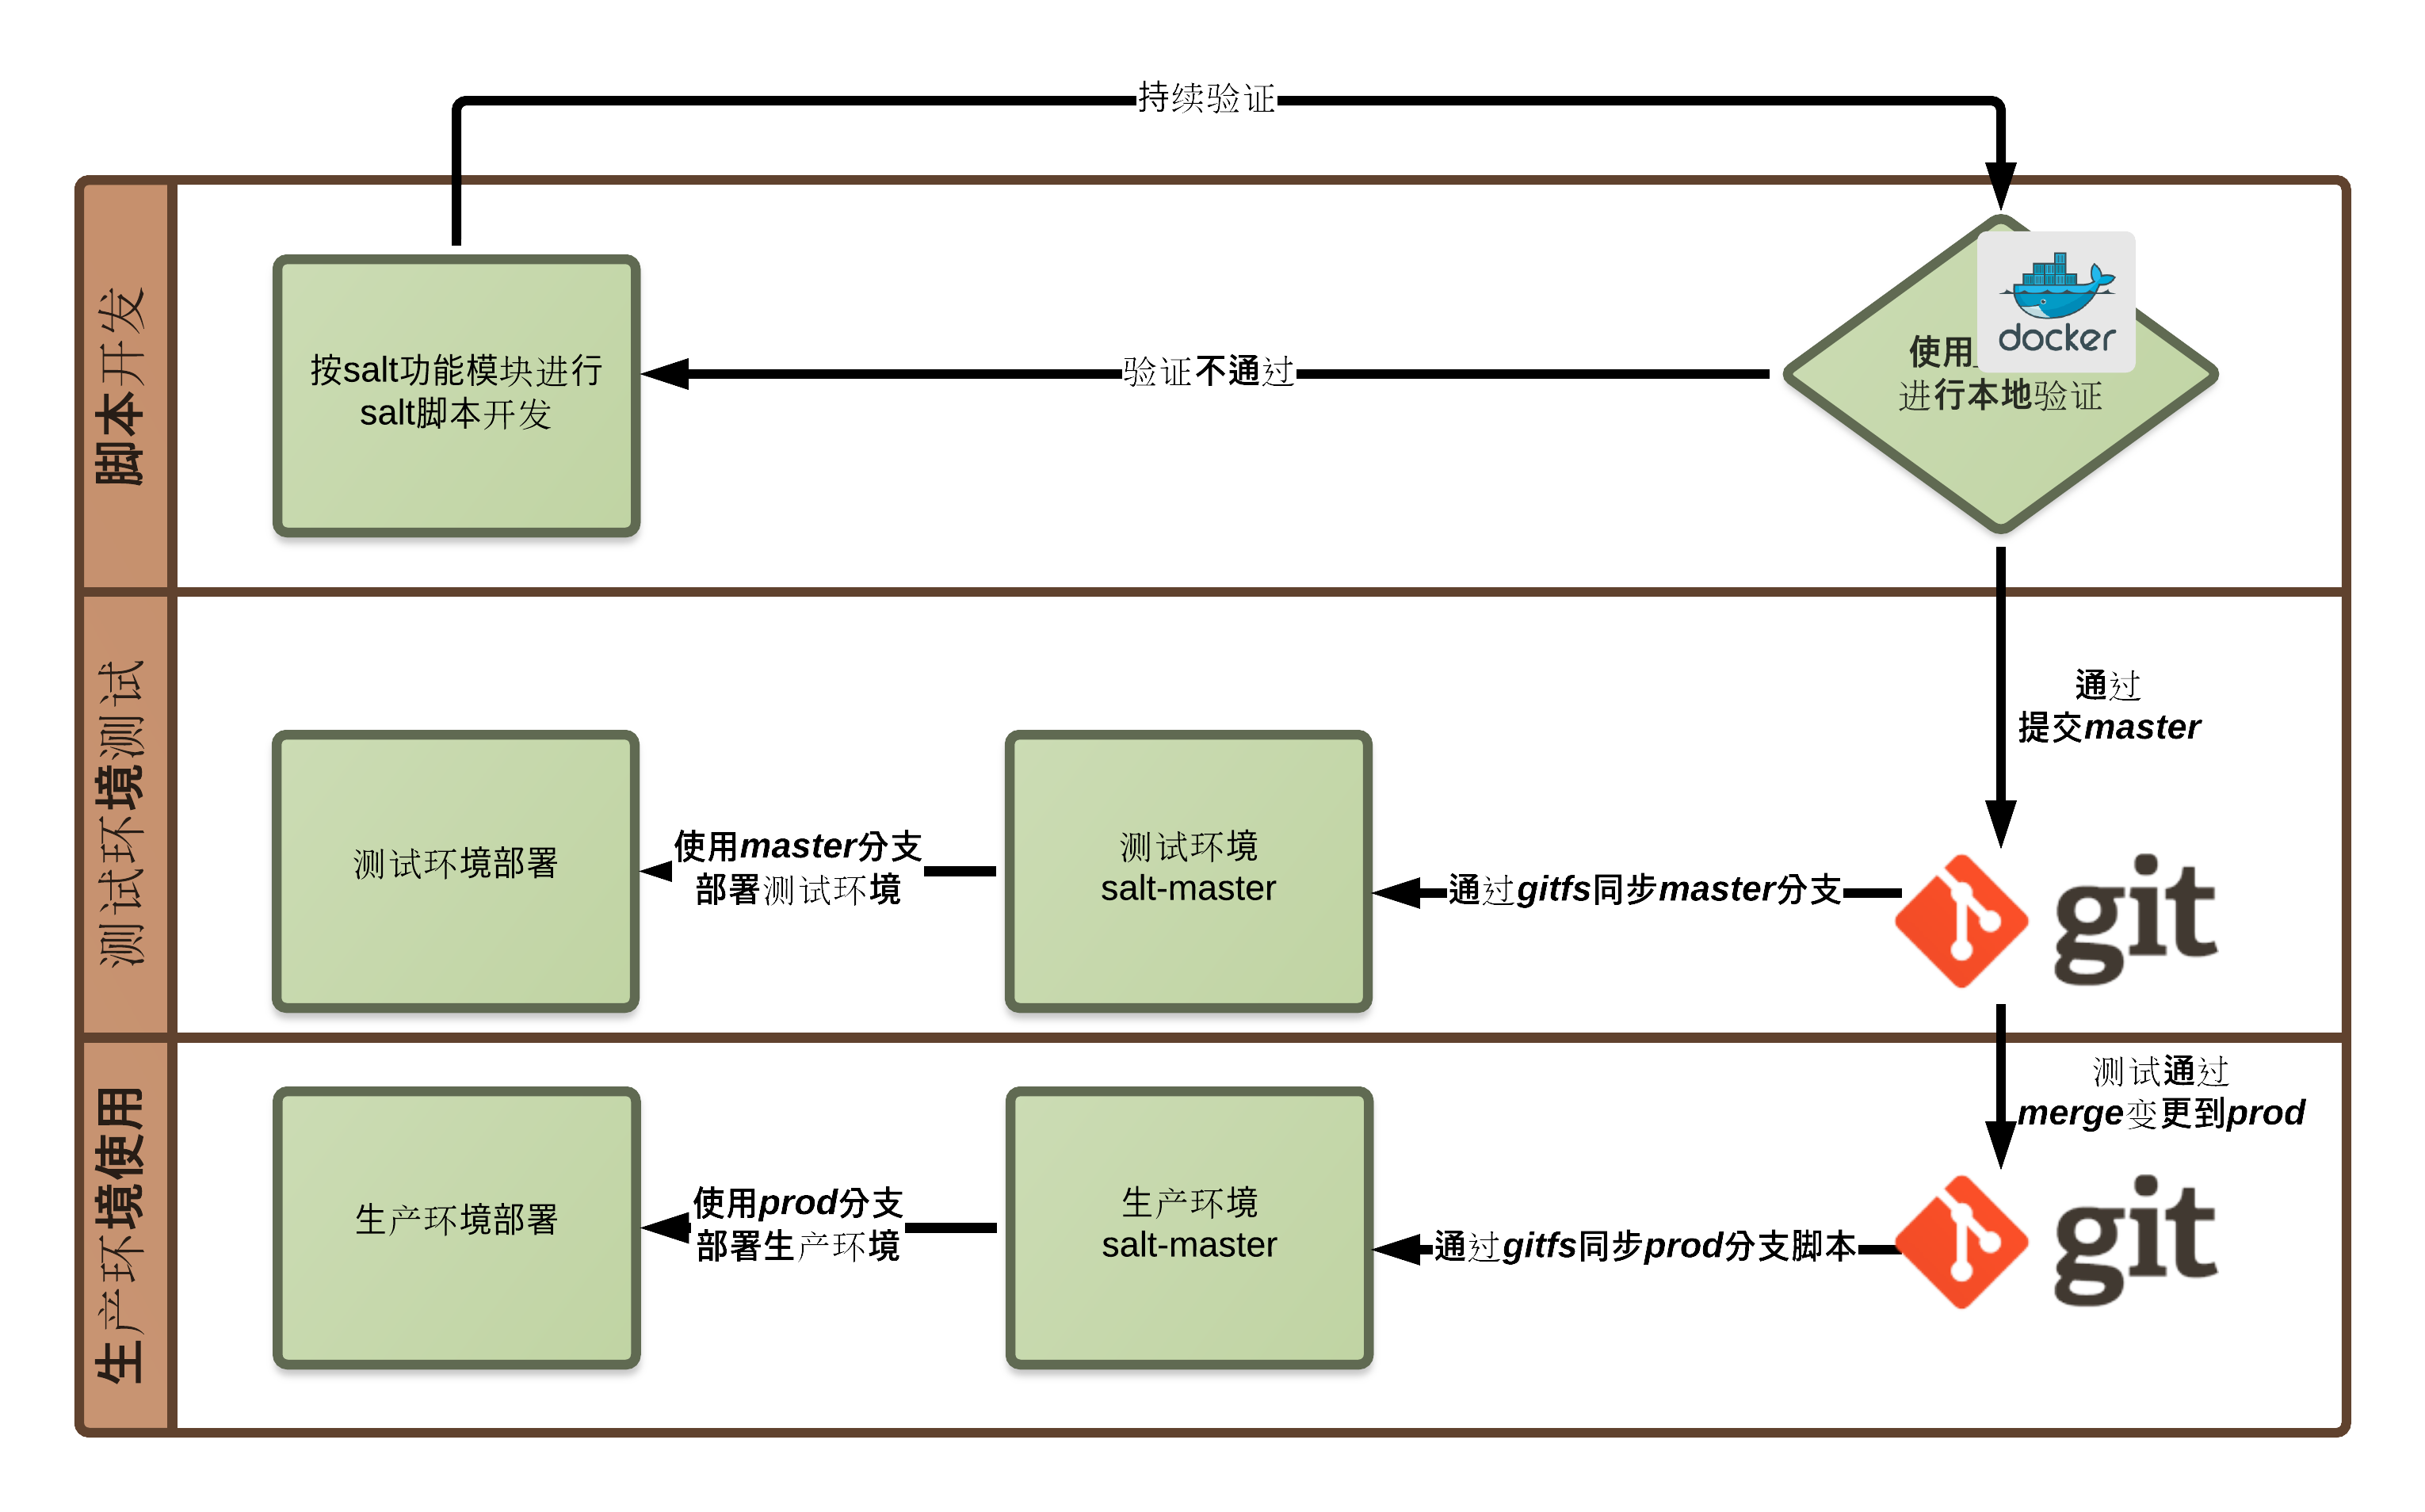 持续验证
脚本开发
按salt功能模块进行
salt脚本开发
验证不通过
docker
使用
进行本地验证
通过
提交master
测试环境测试
测试环境部署
使用master分支
部署测试环境
测试环境
salt-master
通过gitfs同步master分支
git
测试通过
merge变更到prod
生产环境使用
生产环境部署
使用prod分支
部署生产环境
生产环境
salt-master
通过gitfs同步prod分支脚本
git